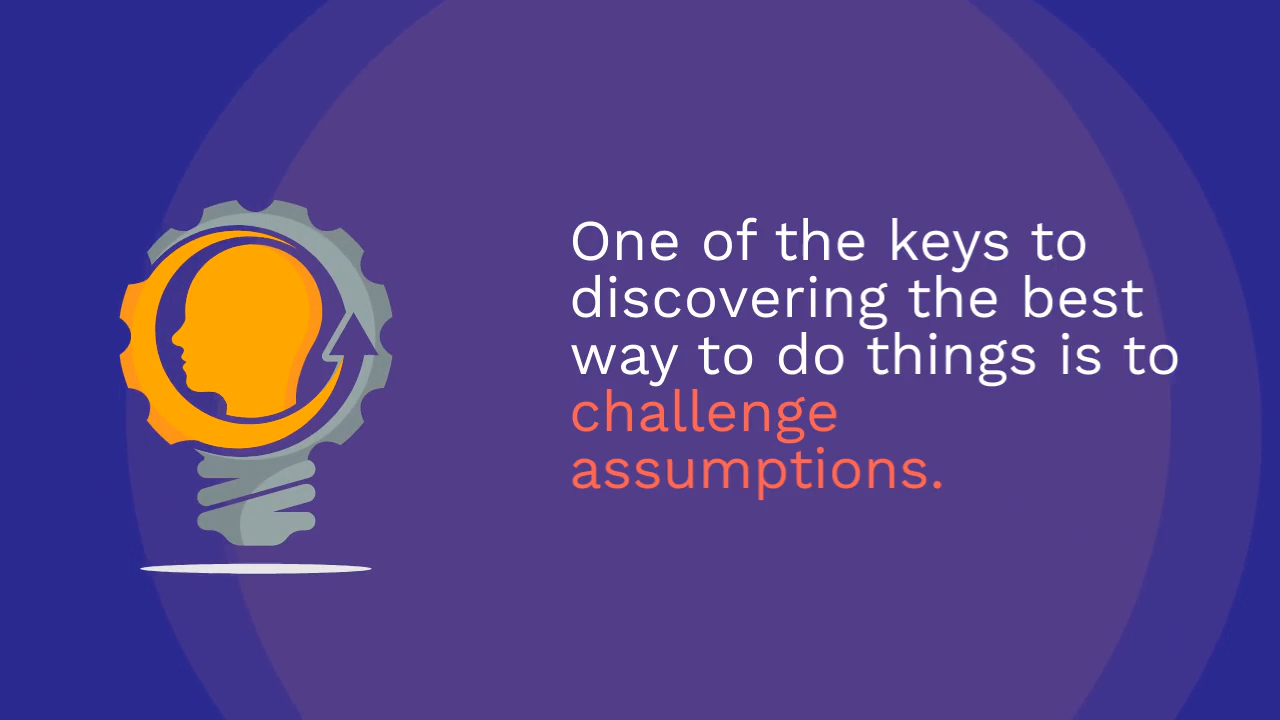 One of the keys to
discovering the best
way to do things is to
challenge
assumptions.